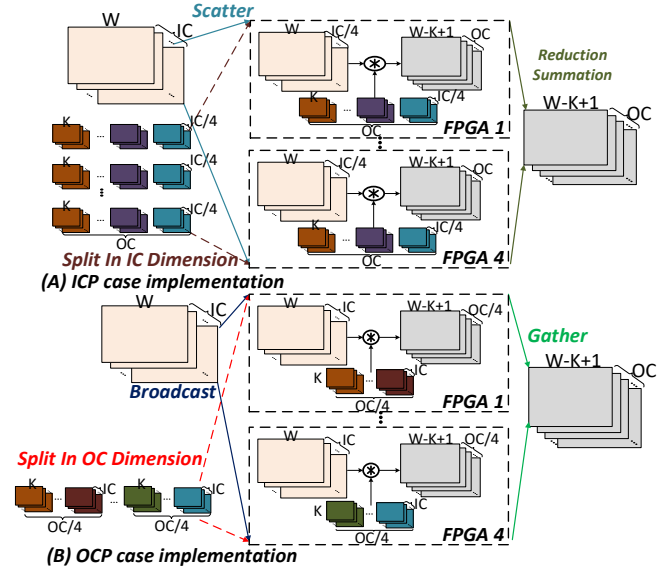 W
IC
Scatter
W
IC/4
W-K+1
OC
K
...
IC/4
OC
FPGA 1
Reduction
Summation
W-K+1
OC
K
...
IC/4
K
...
IC/4
K
...
IC/4
OC
W
IC/4
W-K+1
OC
K
...
IC/4
OC
FPGA 4
Split In IC Dimension
(A) ICP case implementation
W
IC
Broadcast
W
IC
W-K+1
OC/4
K
...
IC
OC/4
FPGA 1
Gather
W-K+1
OC
Split In OC Dimension
K
...
IC
...
K
...
IC
OC/4
OC/4
W
IC
W-K+1
OC/4
K
...
IC
OC/4
FPGA 4
(B) OCP case implementation